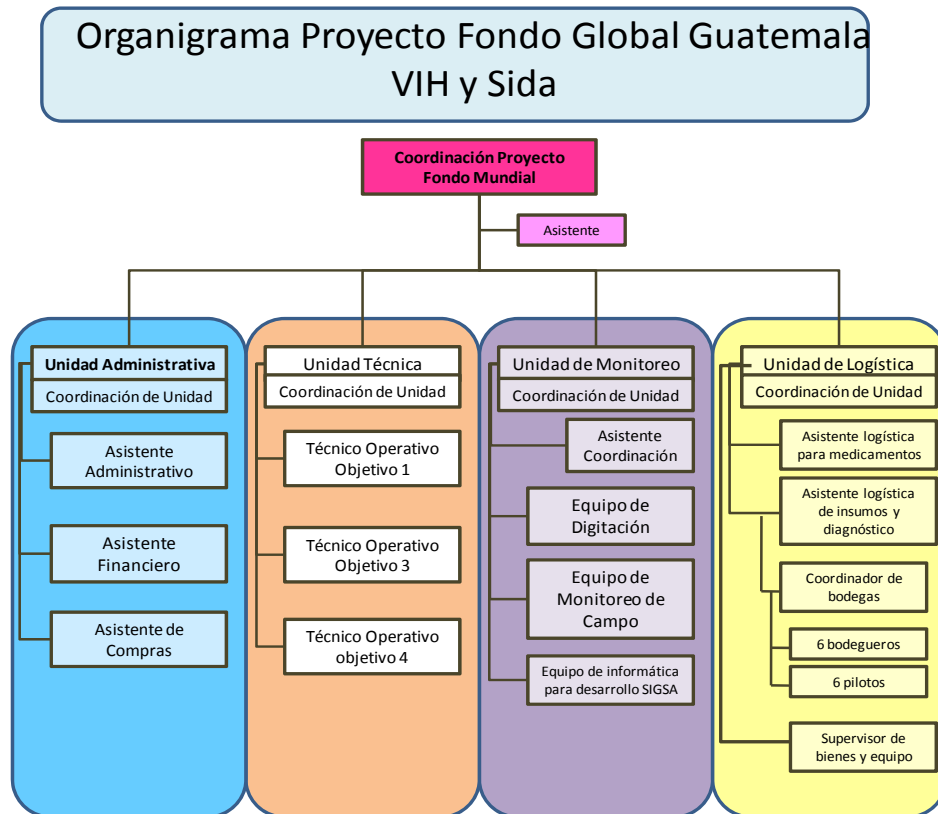 Organigrama Proyecto Fondo Global Guatemala
VIH y Sida
Coordinación Proyecto
Fondo Mundial
Asistente
Unidad Administrativa
Coordinación de Unidad
Asistente
Administrativo
Asistente
Financiero
Asistente de
Compras
Unidad Técnica
Coordinación de Unidad
Técnico Operativo
Objetivo 1
Técnico Operativo
Objetivo 3
Técnico Operativo
objetivo 4
Unidad de Monitoreo
Coordinación de Unidad
Asistente
Coordinación
Equipo de
Digitación
Equipo de
Monitoreo de
Campo
Equipo de informática
para desarrollo SIGSA
Unidad de Logística
Coordinación de Unidad
Asistente logística
para medicamentos
Asistente logística
de insumos y
diagnóstico
Coordinador de
bodegas
6 bodegueros
6 pilotos
Supervisor de
bienes y equipo